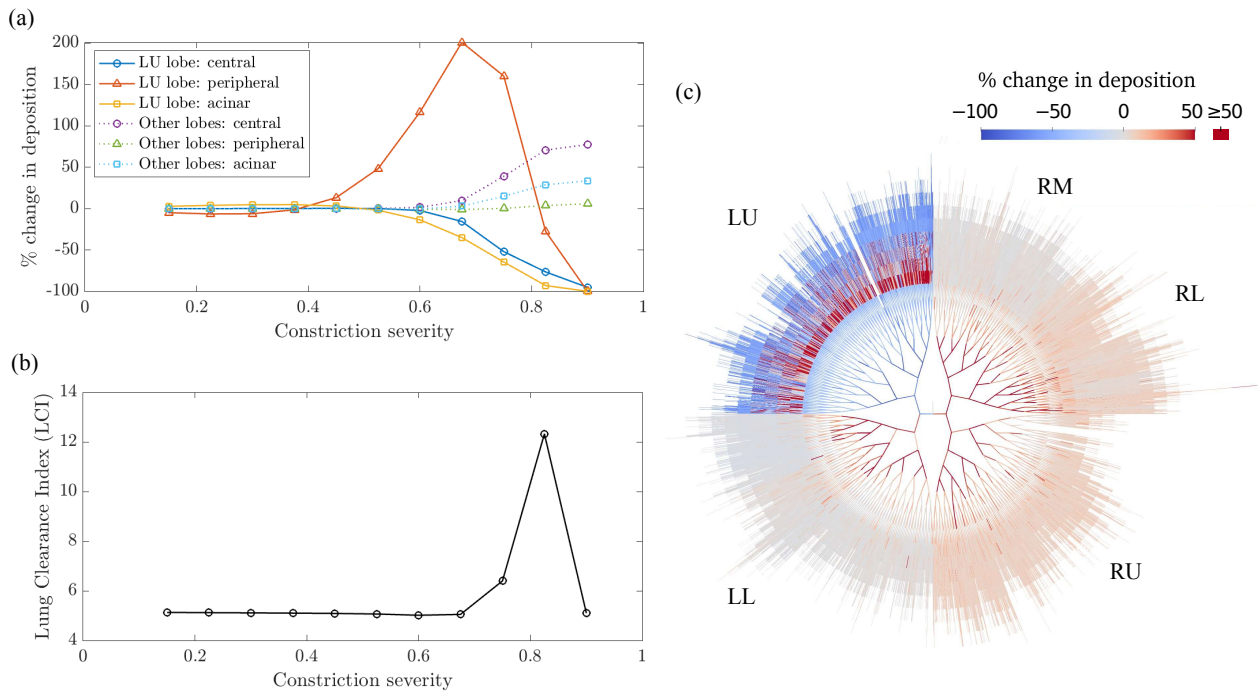 (a)
200
150
100
50
0
-50
-100
% change in deposition
LU lobe: central
LU lobe: peripheral
LU lobe: acinar
Other lobes: central
Other lobes: peripheral
Other lobes: acinar
0
0.2
0.4
0.6
0.8
1
Constriction severity
(b)
14
12
10
8
6
4
Lung Clearance Index (LCI)
0
0.2
0.4
0.6
0.8
1
Constriction severity
(c)
% change in deposition
−100 −50 0 50 ≥50
RM
LU
RL
RU
LL